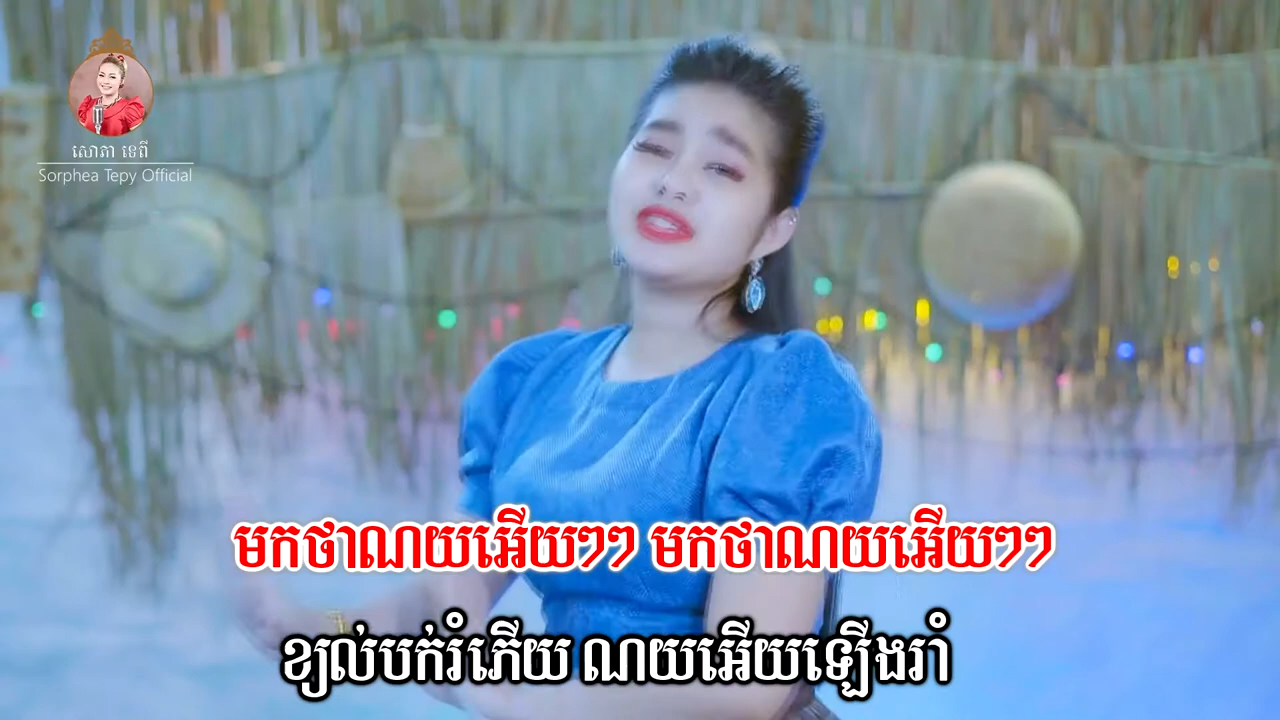 សោភា ទេពី
Sorphea Tepy Official
មកថាណយអើយៗៗ មកថាណយអើយៗៗ
ខ្យល់បក់រំភើយ ណយអើយឡើងរាំ